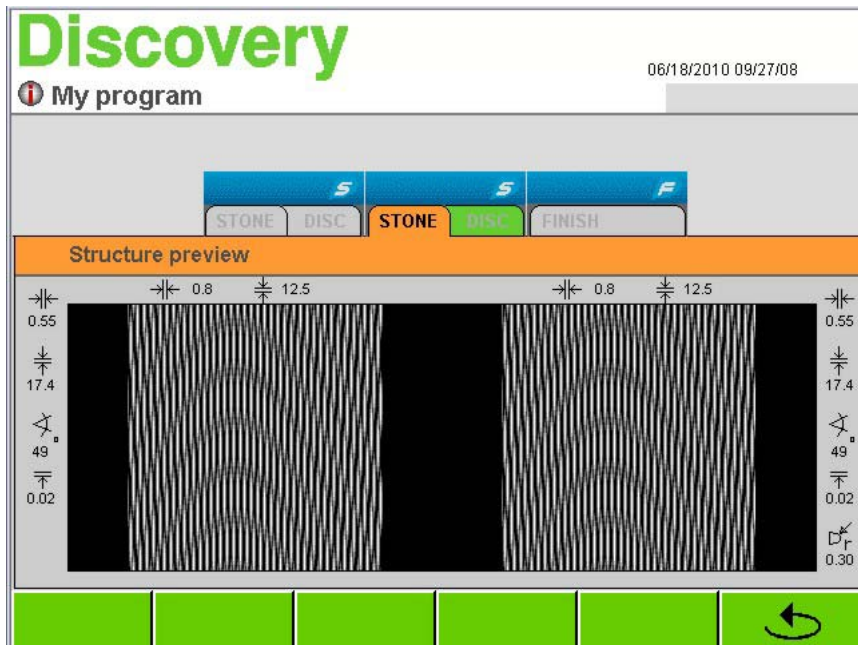 Discovery
06/18/2010 09/27/08
i My program
S S F
STONE DISC STONE DISC FINISH
Structure preview
0.8 12.5 0.8 12.5
0.55 0.55
17.4 17.4
49 49
0.02 0.02
r
0.30